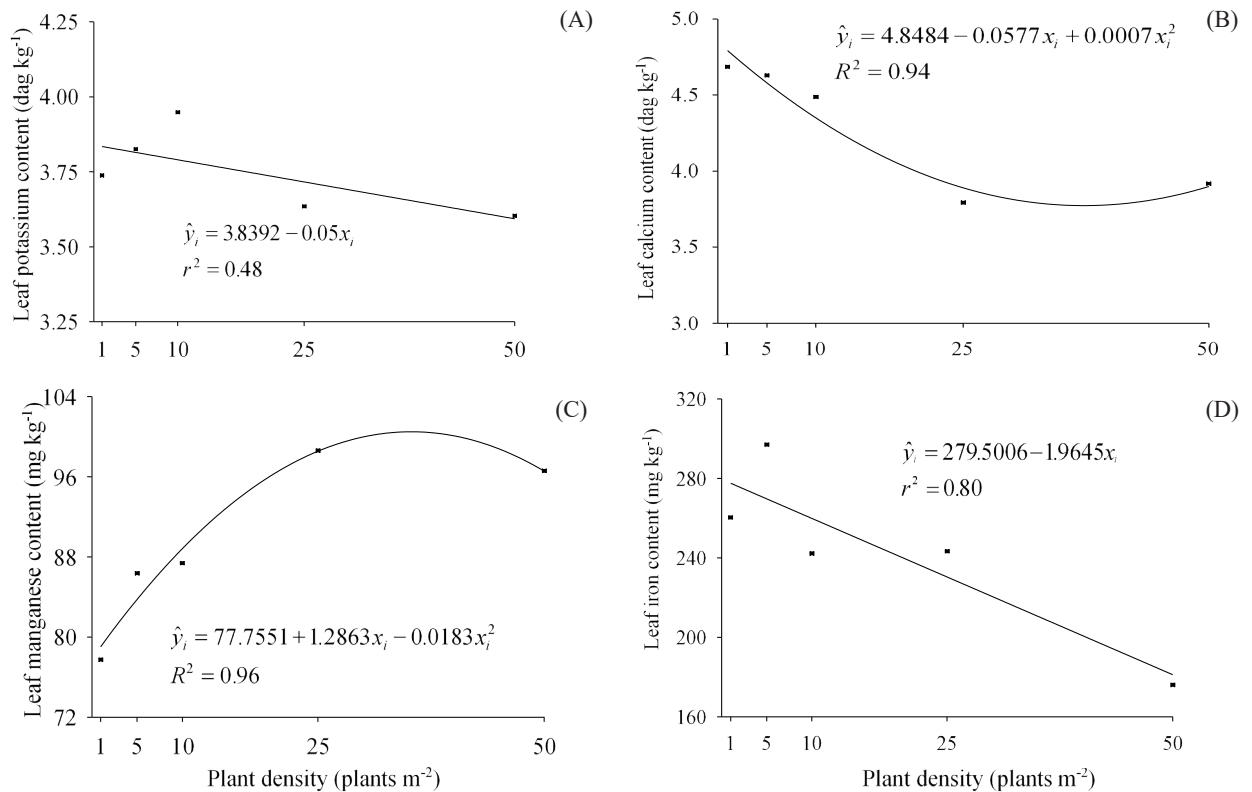 (A)
4.25
4.00
3.75
3.50
3.25
Leaf potassium content (dag kg⁻¹)
ŷᵢ = 3.8392 − 0.05xᵢ
r² = 0.48
1 5 10 25 50
(B)
5.0
4.5
4.0
3.5
3.0
Leaf calcium content (dag kg⁻¹)
ŷᵢ = 4.8484 − 0.0577xᵢ + 0.0007xᵢ²
R² = 0.94
1 5 10 25 50
(C)
104
96
88
80
72
Leaf manganese content (mg kg⁻¹)
ŷᵢ = 77.7551 + 1.2863xᵢ − 0.0183xᵢ²
R² = 0.96
1 5 10 25 50
Plant density (plants m⁻²)
(D)
320
280
240
200
160
Leaf iron content (mg kg⁻¹)
ŷᵢ = 279.5006 − 1.9645xᵢ
r² = 0.80
1 5 10 25 50
Plant density (plants m⁻²)